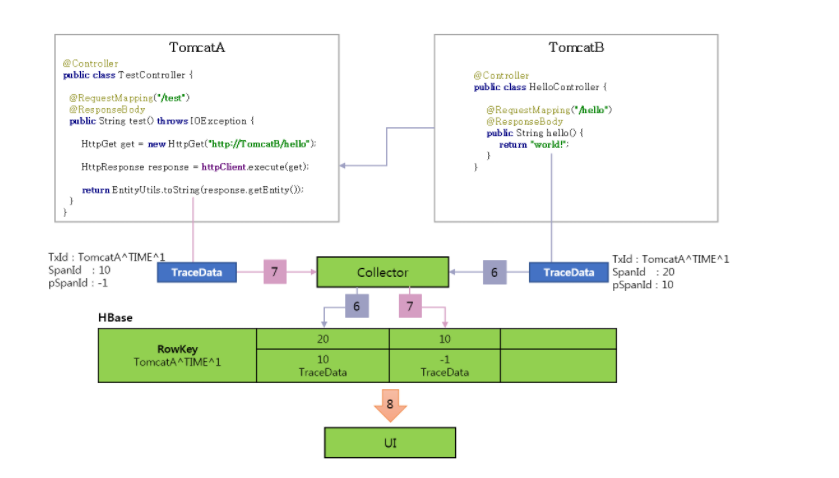 TomcatA
@Controller
public class TestController {
@RequestMapping("/test")
@ResponseBody
public String test() throws IOException {
HttpGet get = new HttpGet("http://TomcatB/hello");
HttpResponse response = httpClient.execute(get);
return EntityUtils.toString(response.getEntity());
}
}
TomcatB
@Controller
public class HelloController {
@RequestMapping("/hello")
@ResponseBody
public String hello() {
return "world!";
}
}
TxId : TomcatA^TIME^1
SpanId : 10
pSpanId : -1
TraceData
7
Collector
6
TraceData
TxId : TomcatA^TIME^1
SpanId : 20
pSpanId : 10
6
7
HBase
RowKey
TomcatA^TIME^1
20
10
10
TraceData
-1
TraceData
8
UI